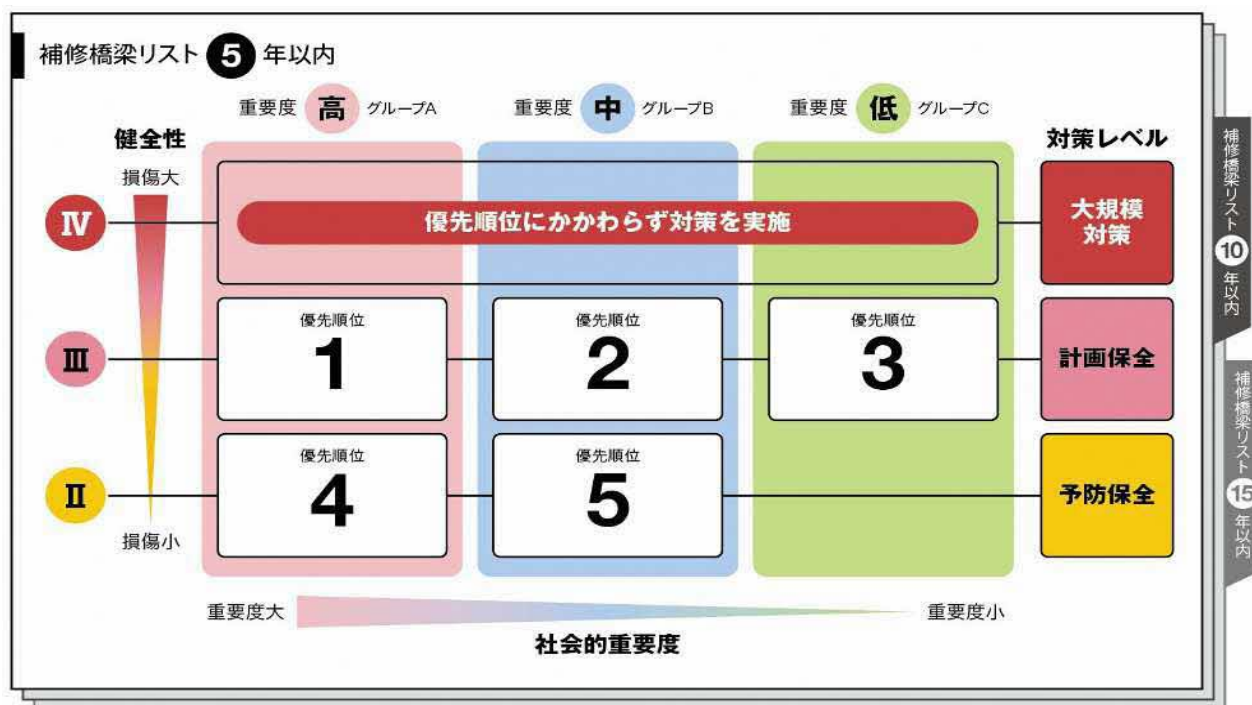 補修橋梁リスト 5 年以内
重要度 高 グループA
重要度 中 グループB
重要度 低 グループC
健全性
対策レベル
損傷大
Ⅳ
優先順位にかかわらず対策を実施
大規模
対策
Ⅲ
優先順位
1
優先順位
2
優先順位
3
計画保全
Ⅱ
優先順位
4
優先順位
5
予防保全
損傷小
重要度大
重要度小
社会的重要度
補修橋梁リスト 10 年以内
補修橋梁リスト 15 年以内